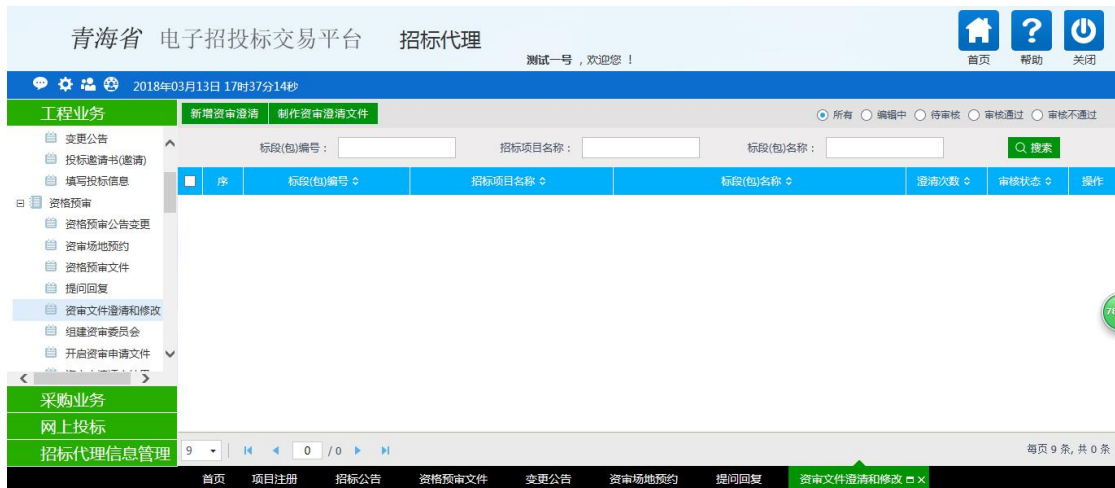 青海省 电子招投标交易平台 招标代理
测试一号，欢迎您！
首页 帮助 关闭
2018年03月13日 17时37分14秒
工程业务
新增资审澄清 制作资审澄清文件
所有 编辑中 待审核 审核通过 审核不通过
变更公告
投标邀请书(邀请)
填写投标信息
资格预审
资格预审公告变更
资审场地预约
资格预审文件
提问回复
资审文件澄清和修改
组建资审委员会
开启资审申请文件
采购业务
网上投标
招标代理信息管理
标段(包)编号： 招标项目名称： 标段(包)名称： 搜索
序 标段(包)编号 招标项目名称 标段(包)名称 澄清次数 审核状态 操作
78
9 0 / 0 每页 9 条, 共 0 条
首页 项目注册 招标公告 资格预审文件 变更公告 资审场地预约 提问回复 资审文件澄清和修改